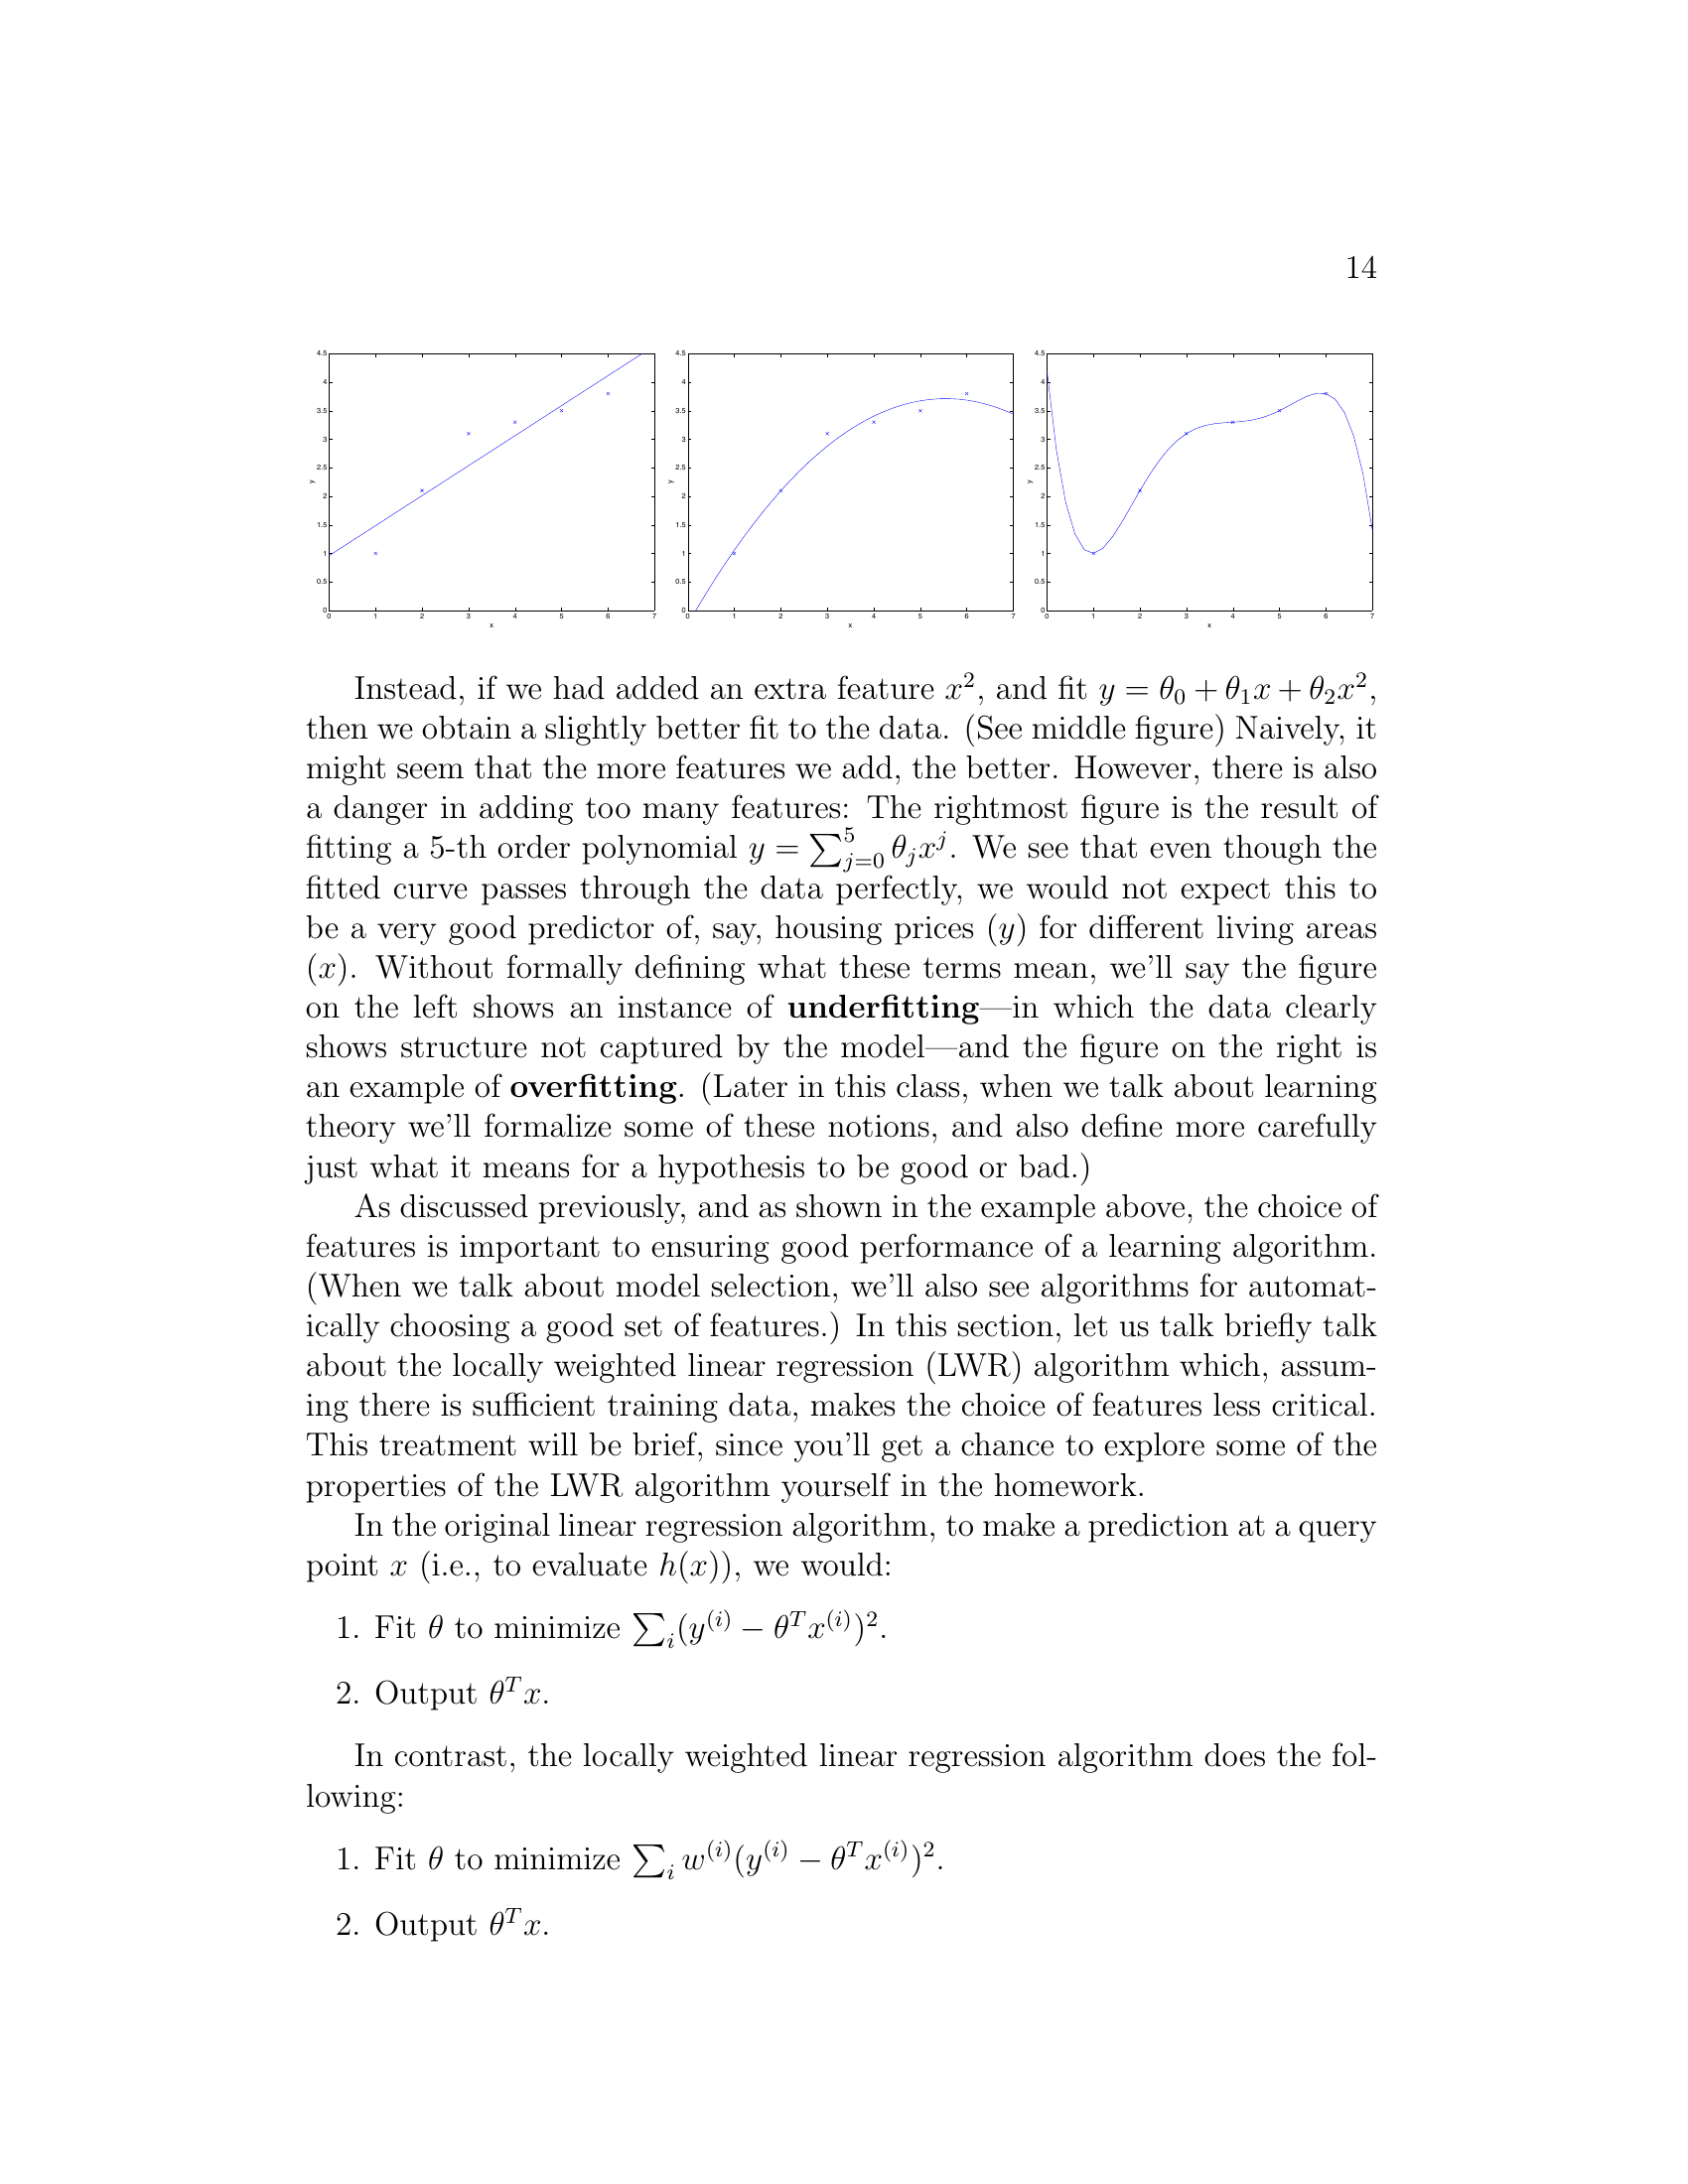 14
4.5
4
3.5
3
2.5
2
1.5
1
0.5
0
y
0 1 2 3 4 5 6 7
x
4.5
4
3.5
3
2.5
2
1.5
1
0.5
0
y
0 1 2 3 4 5 6 7
x
4.5
4
3.5
3
2.5
2
1.5
1
0.5
0
y
0 1 2 3 4 5 6 7
x
Instead, if we had added an extra feature x², and fit y = θ₀ + θ₁x + θ₂x²,
then we obtain a slightly better fit to the data. (See middle figure) Naively, it
might seem that the more features we add, the better. However, there is also
a danger in adding too many features: The rightmost figure is the result of
fitting a 5-th order polynomial y = ∑⁵ⱼ₌₀ θⱼxʲ. We see that even though the
fitted curve passes through the data perfectly, we would not expect this to
be a very good predictor of, say, housing prices (y) for different living areas
(x). Without formally defining what these terms mean, we'll say the figure
on the left shows an instance of underfitting—in which the data clearly
shows structure not captured by the model—and the figure on the right is
an example of overfitting. (Later in this class, when we talk about learning
theory we'll formalize some of these notions, and also define more carefully
just what it means for a hypothesis to be good or bad.)
As discussed previously, and as shown in the example above, the choice of
features is important to ensuring good performance of a learning algorithm.
(When we talk about model selection, we'll also see algorithms for automat-
ically choosing a good set of features.) In this section, let us talk briefly talk
about the locally weighted linear regression (LWR) algorithm which, assum-
ing there is sufficient training data, makes the choice of features less critical.
This treatment will be brief, since you'll get a chance to explore some of the
properties of the LWR algorithm yourself in the homework.
In the original linear regression algorithm, to make a prediction at a query
point x (i.e., to evaluate h(x)), we would:
1. Fit θ to minimize ∑ᵢ(y⁽ⁱ⁾ − θᵀx⁽ⁱ⁾)².
2. Output θᵀx.
In contrast, the locally weighted linear regression algorithm does the fol-
lowing:
1. Fit θ to minimize ∑ᵢ w⁽ⁱ⁾(y⁽ⁱ⁾ − θᵀx⁽ⁱ⁾)².
2. Output θᵀx.